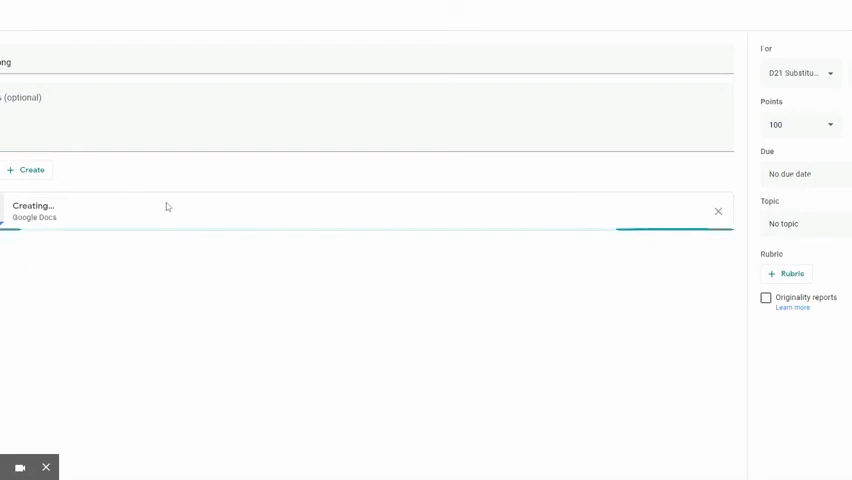 ong
For
s (optional)
D21 Substitu...
Points
100
Due
No due date
+ Create
Creating...
Google Docs
Topic
No topic
Rubric
+ Rubric
Originality reports
Learn more